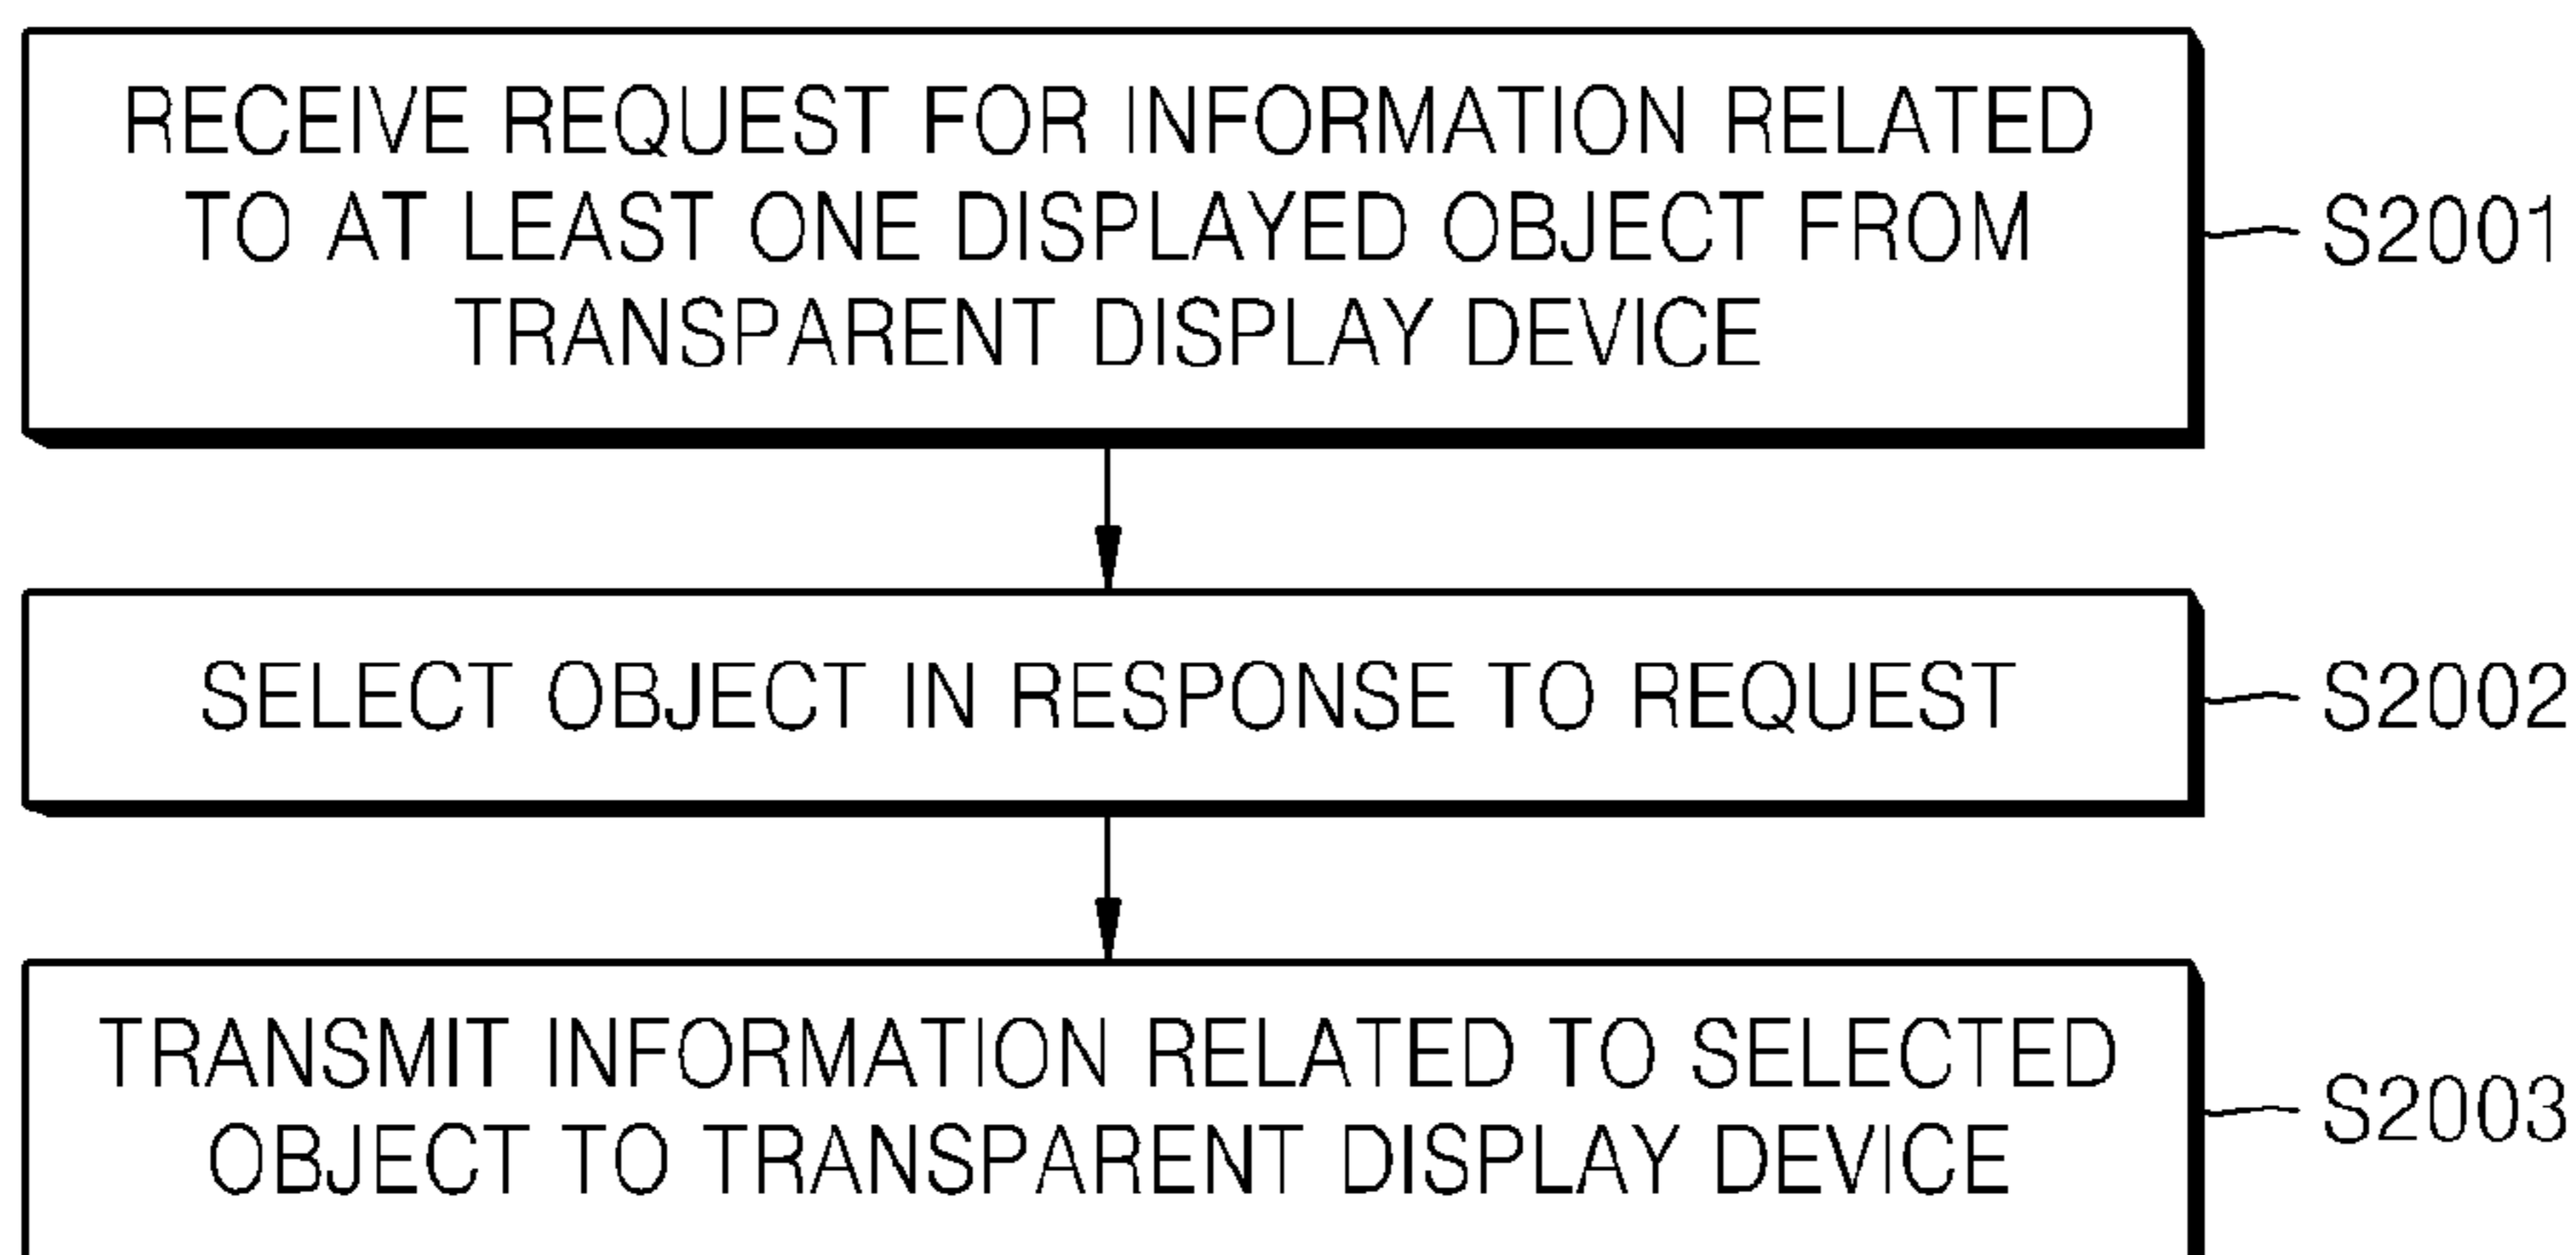 RECEIVE REQUEST FOR INFORMATION RELATED
TO AT LEAST ONE DISPLAYED OBJECT FROM
TRANSPARENT DISPLAY DEVICE
S2001
SELECT OBJECT IN RESPONSE TO REQUEST
S2002
TRANSMIT INFORMATION RELATED TO SELECTED
OBJECT TO TRANSPARENT DISPLAY DEVICE
S2003